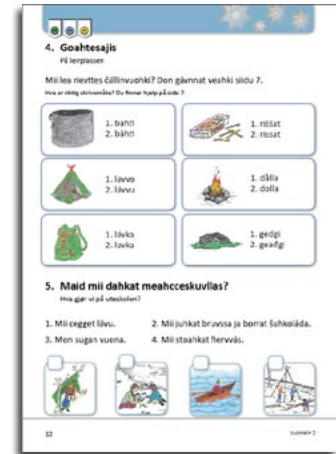 4. Goahtesajis
På leirplassen
Mii lea rievttes čállinvuohki? Don gávnnat veahki siidu 7.
Hva er riktig skrivemåte? Du finner hjelp på side 7.
1. bahti
2. báhti
1. riššat
2. rissat
1. lavvo
2. lávvu
1. dálla
2. dolla
1. lávka
2. lavka
1. gedgi
2. geađgi
5. Maid mii dahkat meahcceskuvllas?
Hva gjør vi på uteskolen?
1. Mii cegget lávu.
2. Mii juhkat bruvssa ja borrat šuhkoláda.
3. Mon sugan vuona.
4. Mii stoahkat fiervvás.
12